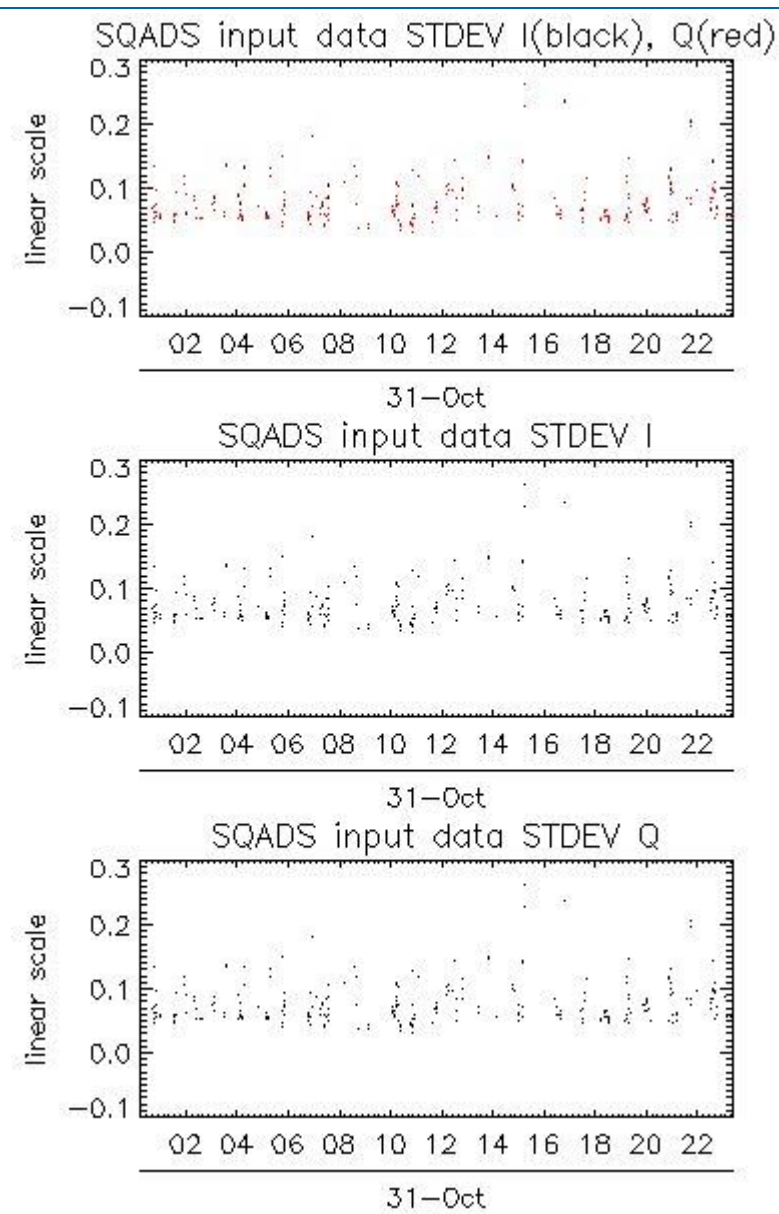 SQADS input data STDEV I(black), Q(red)
linear scale
0.3
0.2
0.1
0.0
−0.1
02 04 06 08 10 12 14 16 18 20 22
31−Oct
SQADS input data STDEV I
linear scale
0.3
0.2
0.1
0.0
−0.1
02 04 06 08 10 12 14 16 18 20 22
31−Oct
SQADS input data STDEV Q
linear scale
0.3
0.2
0.1
0.0
−0.1
02 04 06 08 10 12 14 16 18 20 22
31−Oct